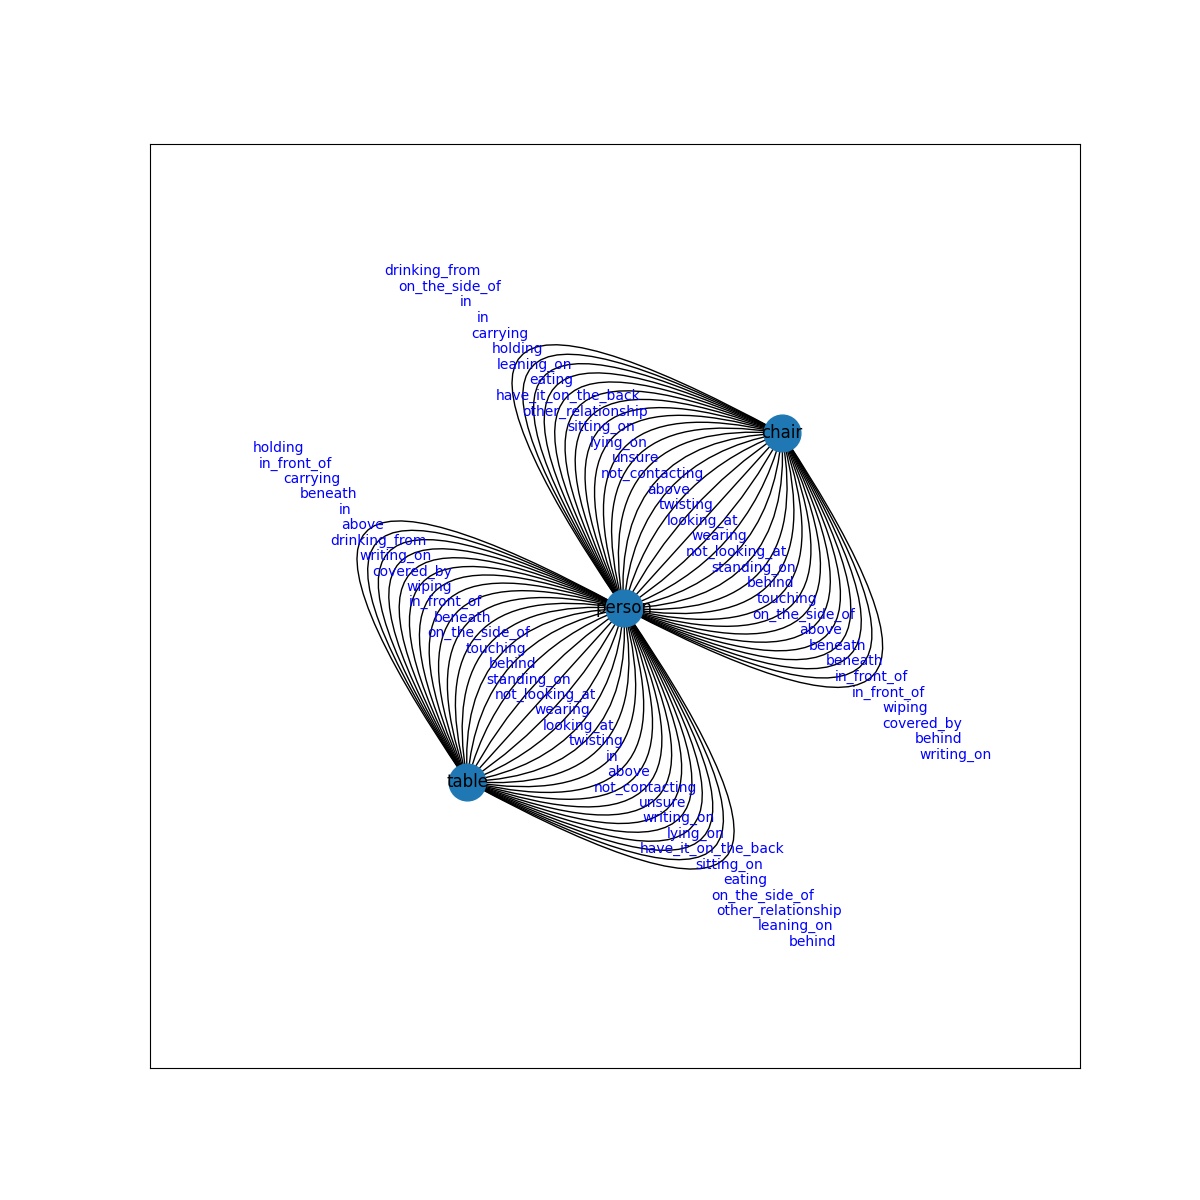 drinking_from
on_the_side_of
in
in
carrying
holding
leaning_on
eating
have_it_on_the_back
other_relationship
sitting_on
lying_on
unsure
not_contacting
above
twisting
looking_at
wearing
not_looking_at
standing_on
behind
touching
on_the_side_of
above
beneath
beneath
in_front_of
in_front_of
wiping
covered_by
behind
writing_on
chair
person
table
holding
in_front_of
carrying
beneath
in
above
drinking_from
writing_on
covered_by
wiping
in_front_of
beneath
on_the_side_of
touching
behind
standing_on
not_looking_at
wearing
looking_at
twisting
in
above
not_contacting
unsure
writing_on
lying_on
have_it_on_the_back
sitting_on
eating
on_the_side_of
other_relationship
leaning_on
behind